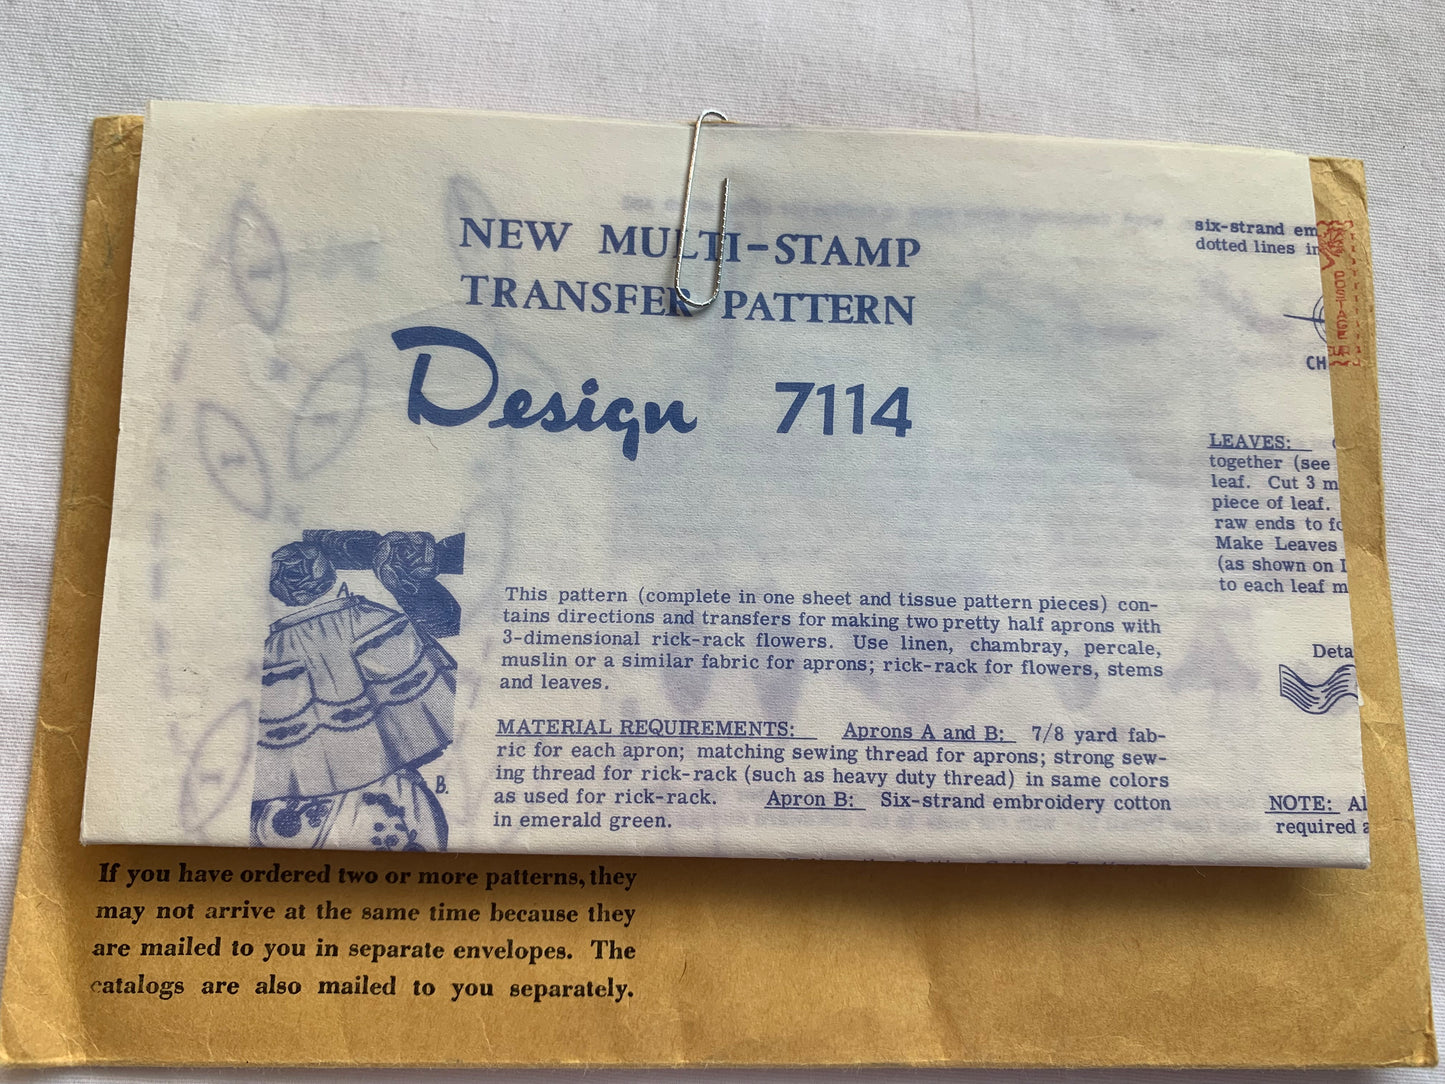 NEW MULTI-STAMP
TRANSFER PATTERN
Design 7114
A.
B.
This pattern (complete in one sheet and tissue pattern pieces) con-
tains directions and transfers for making two pretty half aprons with
3-dimensional rick-rack flowers. Use linen, chambray, percale,
muslin or a similar fabric for aprons; rick-rack for flowers, stems
and leaves.
MATERIAL REQUIREMENTS: Aprons A and B: 7/8 yard fab-
ric for each apron; matching sewing thread for aprons; strong sew-
ing thread for rick-rack (such as heavy duty thread) in same colors
as used for rick-rack. Apron B: Six-strand embroidery cotton
in emerald green.
six-strand em
dotted lines in
CH
LEAVES:
together (see
leaf. Cut 3 m
piece of leaf.
raw ends to fo
Make Leaves
(as shown on
to each leaf m
Deta
NOTE: Al
required a
POSTAGE
If you have ordered two or more patterns, they
may not arrive at the same time because they
are mailed to you in separate envelopes. The
catalogs are also mailed to you separately.